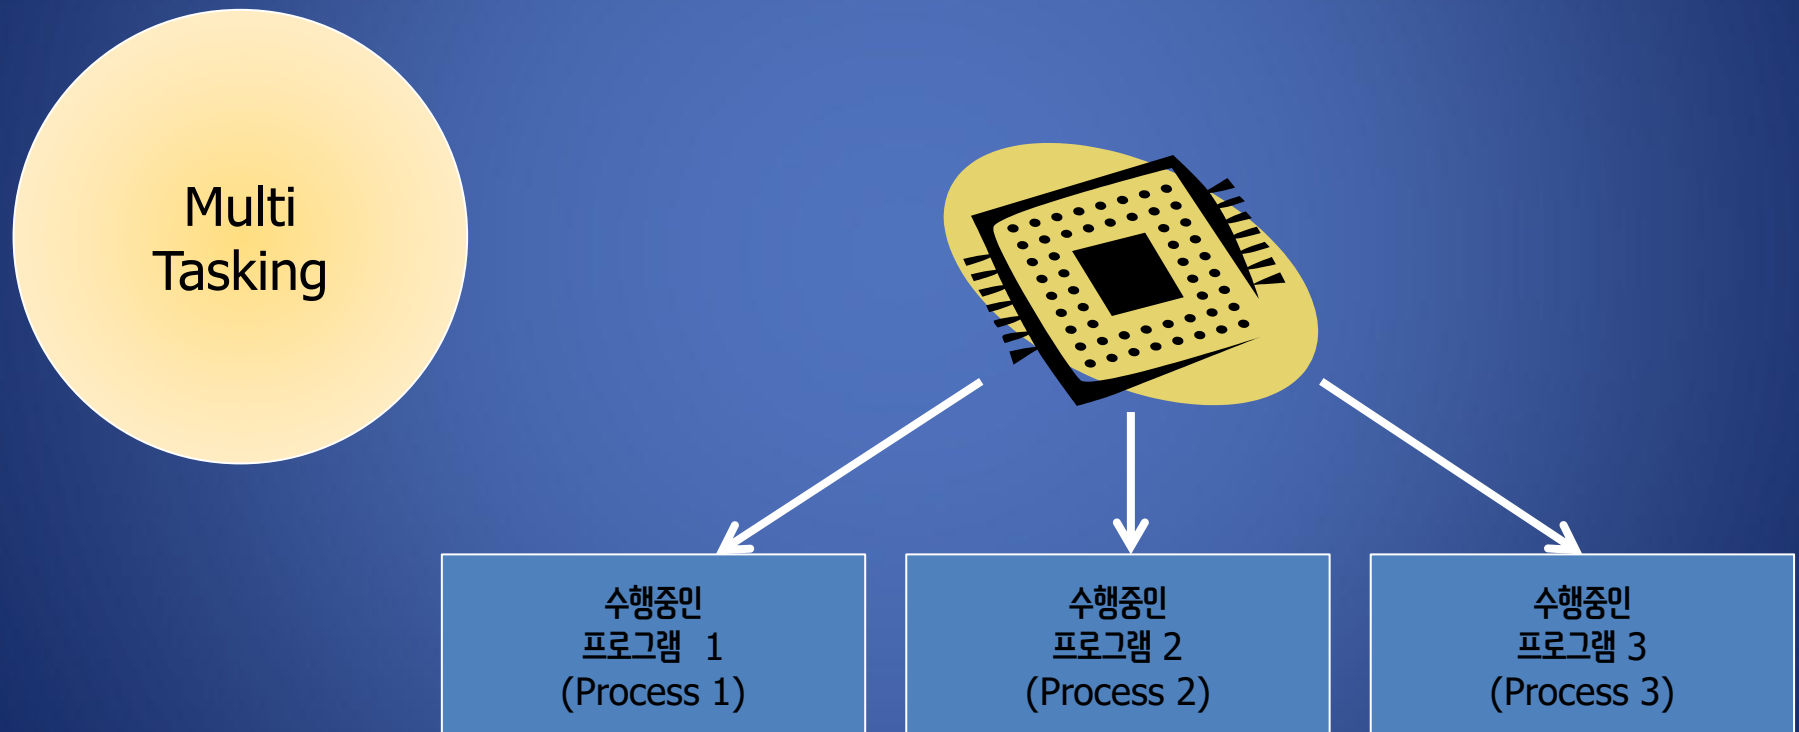 Multi
Tasking
수행중인
프로그램 1
(Process 1)
수행중인
프로그램 2
(Process 2)
수행중인
프로그램 3
(Process 3)